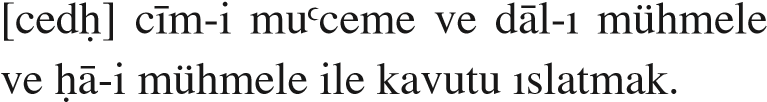 [cedḥ] cīm-i muᶜceme ve dāl-ı mühmele
ve ḥā-i mühmele ile kavutu ıslatmak.